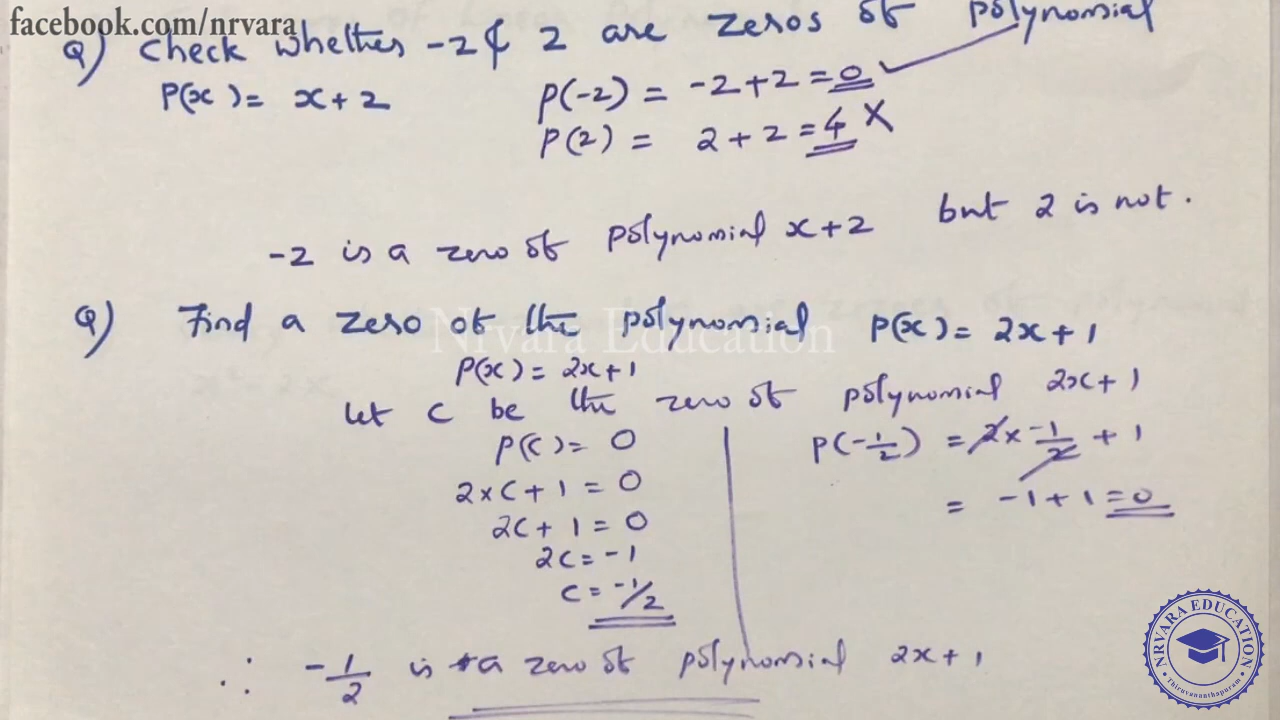 facebook.com/nrvara
Q) Check whether -2 & 2 are zeros of polynomial
P(x) = x+2
P(-2) = -2+2 = 0 ✓
P(2) = 2+2 = 4 X
-2 is a zero of polynomial x+2 but 2 is not.
Q) Find a zero of the polynomial P(x) = 2x+1
Nrvara Education
P(x) = 2x+1
Let C be the zero of polynomial 2x+1
P(c) = 0
2×C+1 = 0
2C+1 = 0
2C = -1
C = -1/2
P(-1/2) = 2×-1/2 + 1
= -1+1 = 0
∴ -1/2 is a zero of polynomial 2x+1
NRVARA EDUCATION
Thiruvananthapuram